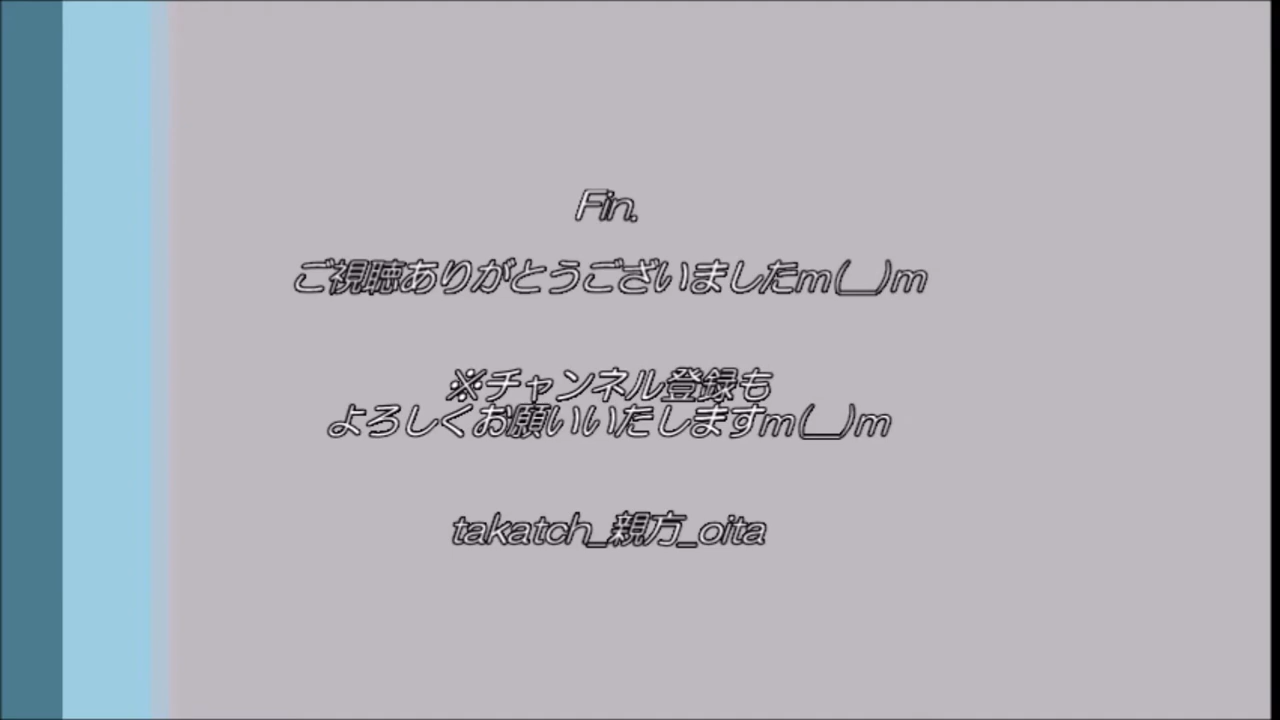 Fin.
ご視聴ありがとうございましたm(__)m
※チャンネル登録も
よろしくお願いいたしますm(__)m
takatch_親方_oita